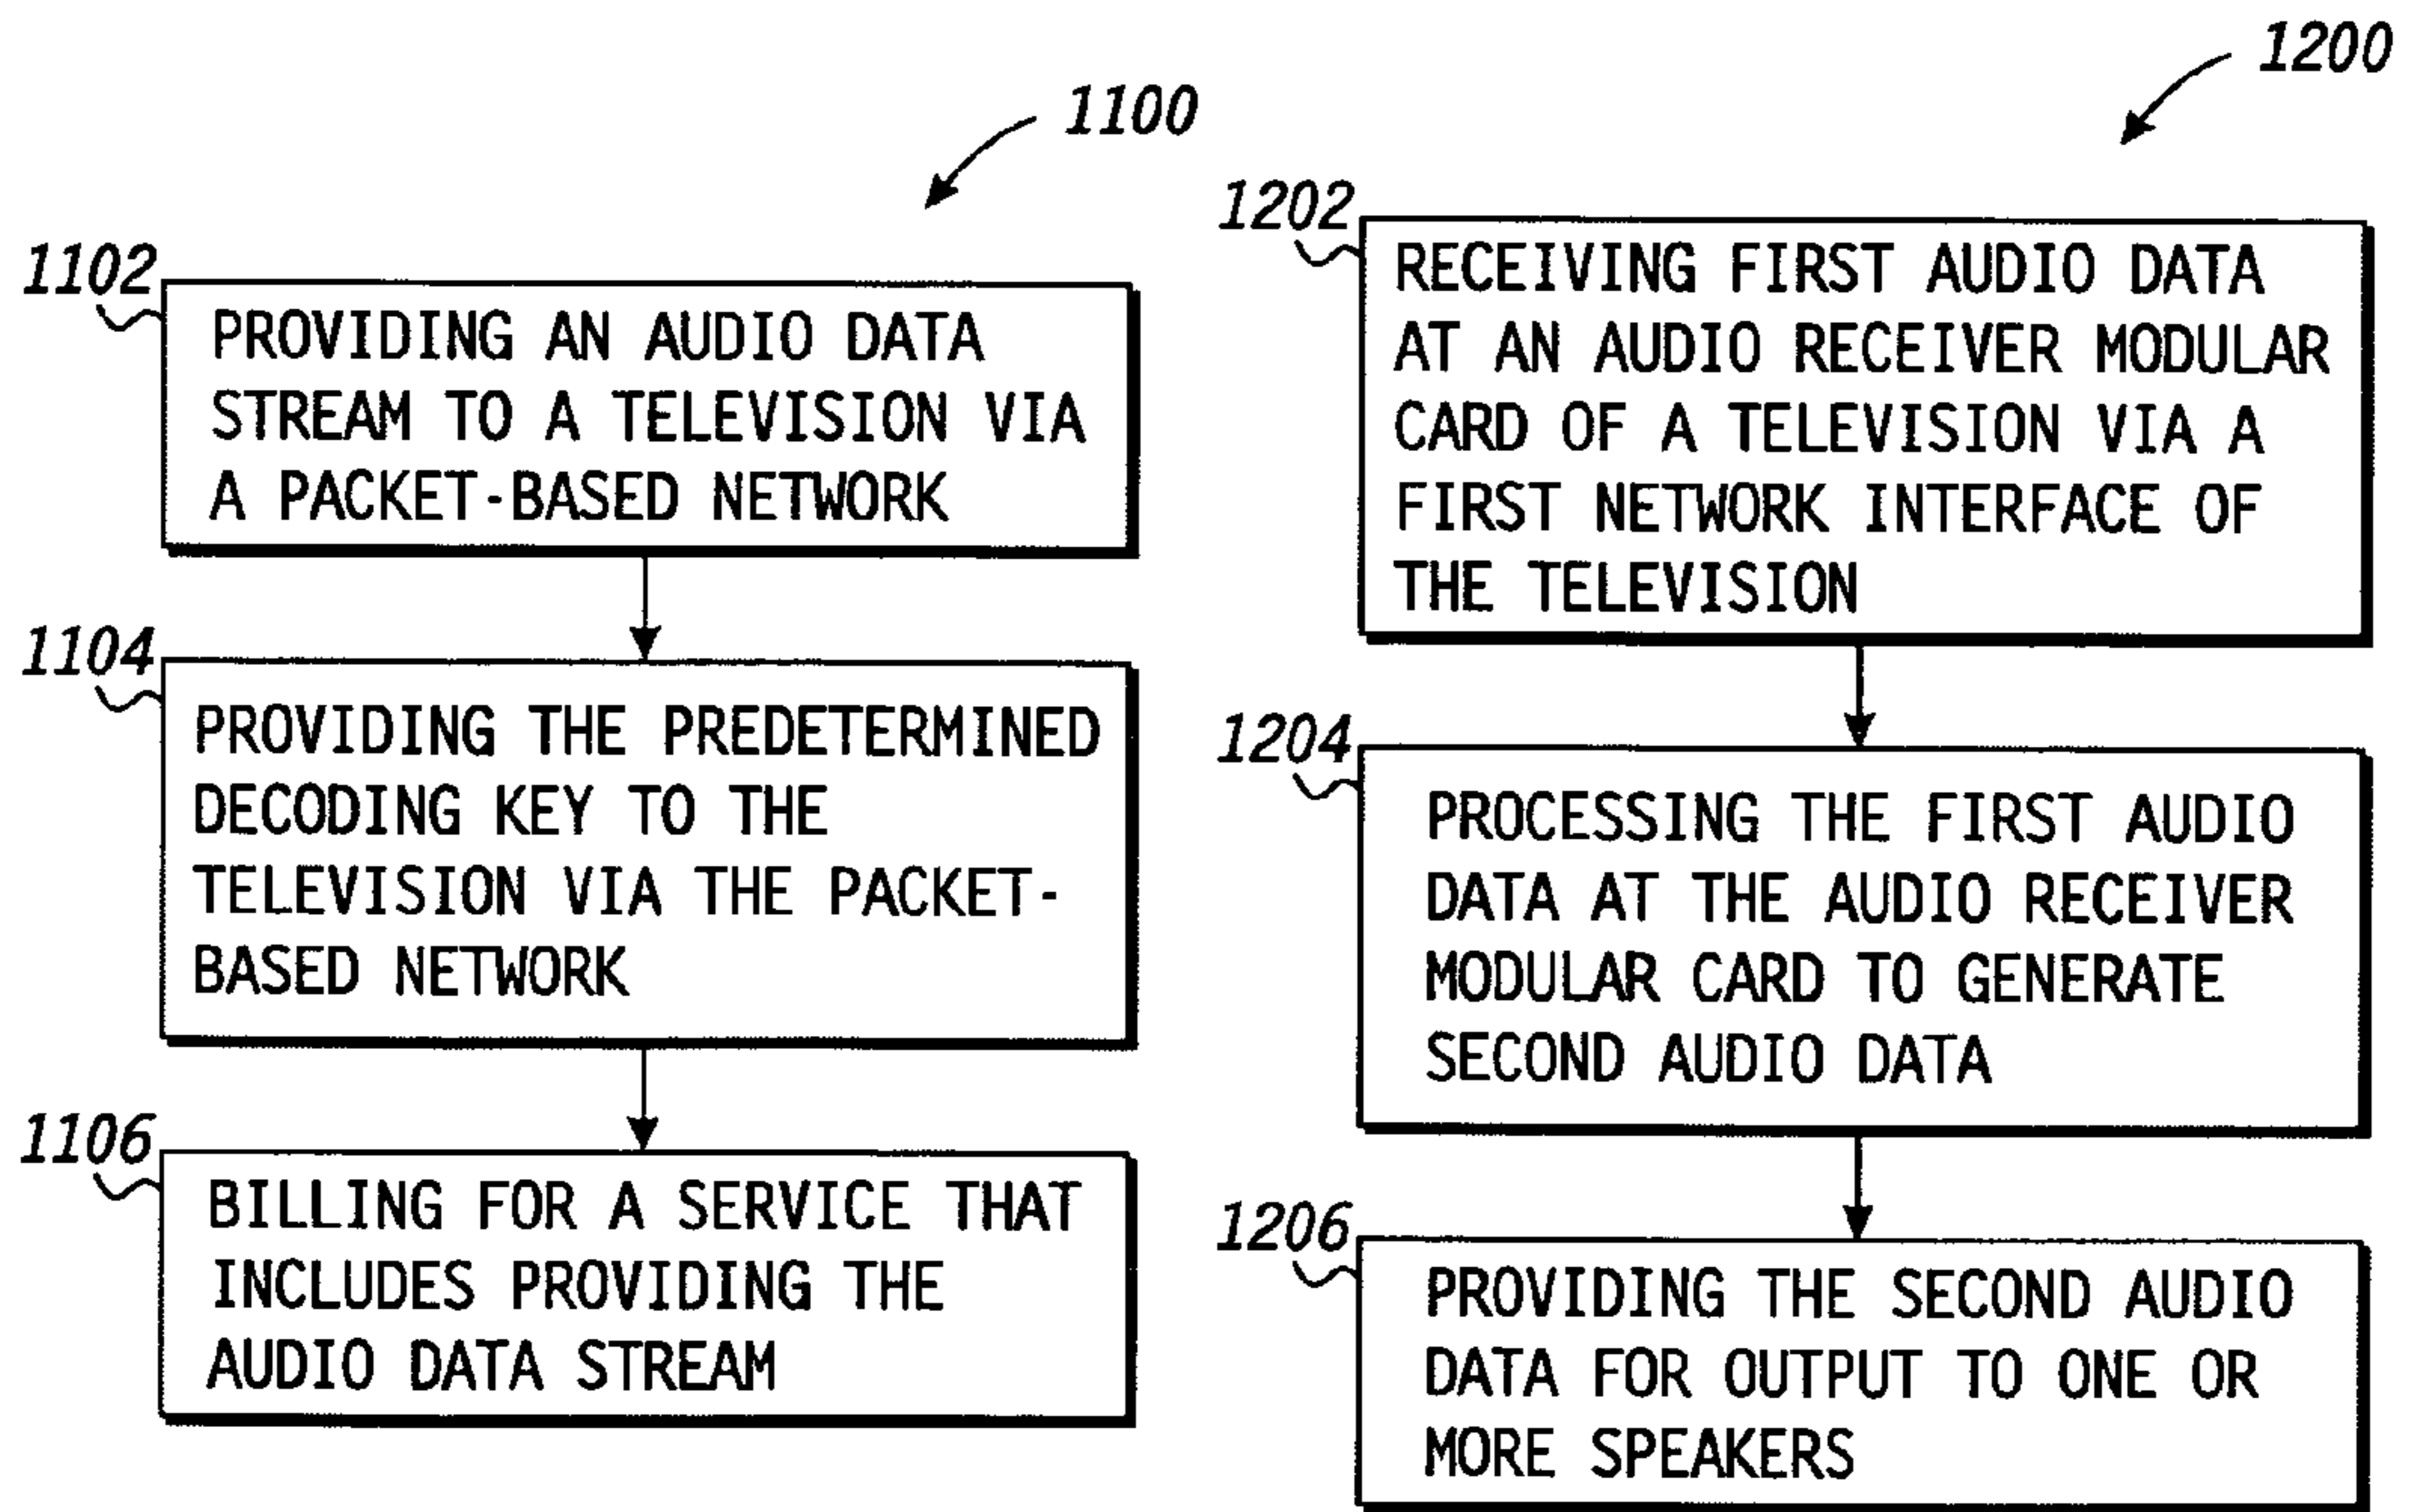 1100
1102
PROVIDING AN AUDIO DATA
STREAM TO A TELEVISION VIA
A PACKET-BASED NETWORK
1104
PROVIDING THE PREDETERMINED
DECODING KEY TO THE
TELEVISION VIA THE PACKET-
BASED NETWORK
1106
BILLING FOR A SERVICE THAT
INCLUDES PROVIDING THE
AUDIO DATA STREAM
1200
1202
RECEIVING FIRST AUDIO DATA
AT AN AUDIO RECEIVER MODULAR
CARD OF A TELEVISION VIA A
FIRST NETWORK INTERFACE OF
THE TELEVISION
1204
PROCESSING THE FIRST AUDIO
DATA AT THE AUDIO RECEIVER
MODULAR CARD TO GENERATE
SECOND AUDIO DATA
1206
PROVIDING THE SECOND AUDIO
DATA FOR OUTPUT TO ONE OR
MORE SPEAKERS